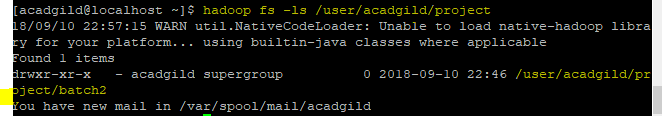 [acadgild@localhost ~]$ hadoop fs -ls /user/acadgild/project
18/09/10 22:57:15 WARN util.NativeCodeLoader: Unable to load native-hadoop libra
ry for your platform... using builtin-java classes where applicable
Found 1 items
drwxr-xr-x   - acadgild supergroup          0 2018-09-10 22:46 /user/acadgild/pr
oject/batch2
You have new mail in /var/spool/mail/acadgild